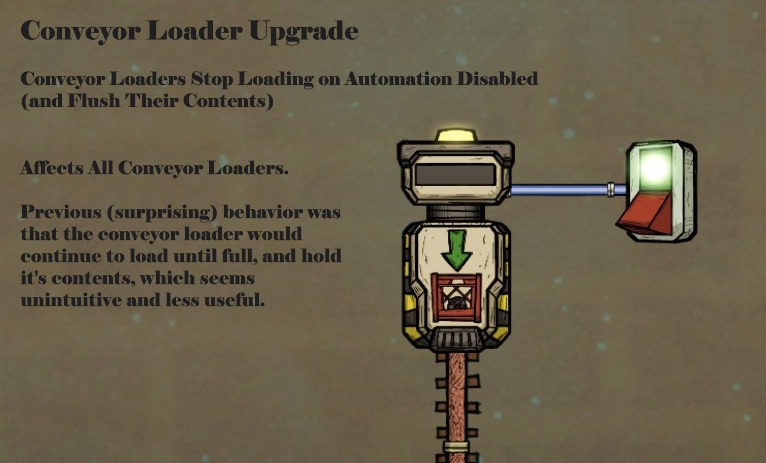 Conveyor Loader Upgrade
Conveyor Loaders Stop Loading on Automation Disabled
(and Flush Their Contents)
Affects All Conveyor Loaders.
Previous (surprising) behavior was
that the conveyor loader would
continue to load until full, and hold
it's contents, which seems
unintuitive and less useful.